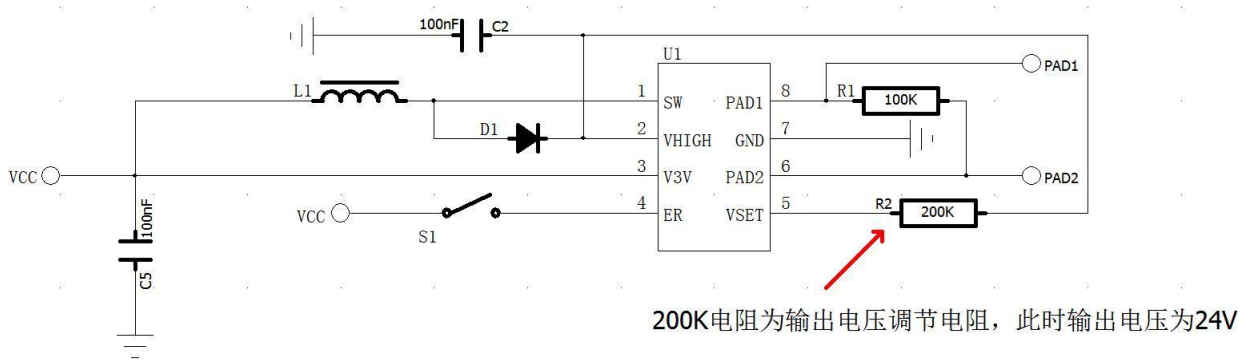 100nF C2
U1
PAD1
L1
1 SW PAD1 8 R1 100K
D1
2 VHIGH GND 7
VCC 3 V3V PAD2 6 PAD2
VCC S1 4 ER VSET 5 R2 200K
100nF
C5
200K电阻为输出电压调节电阻，此时输出电压为24V